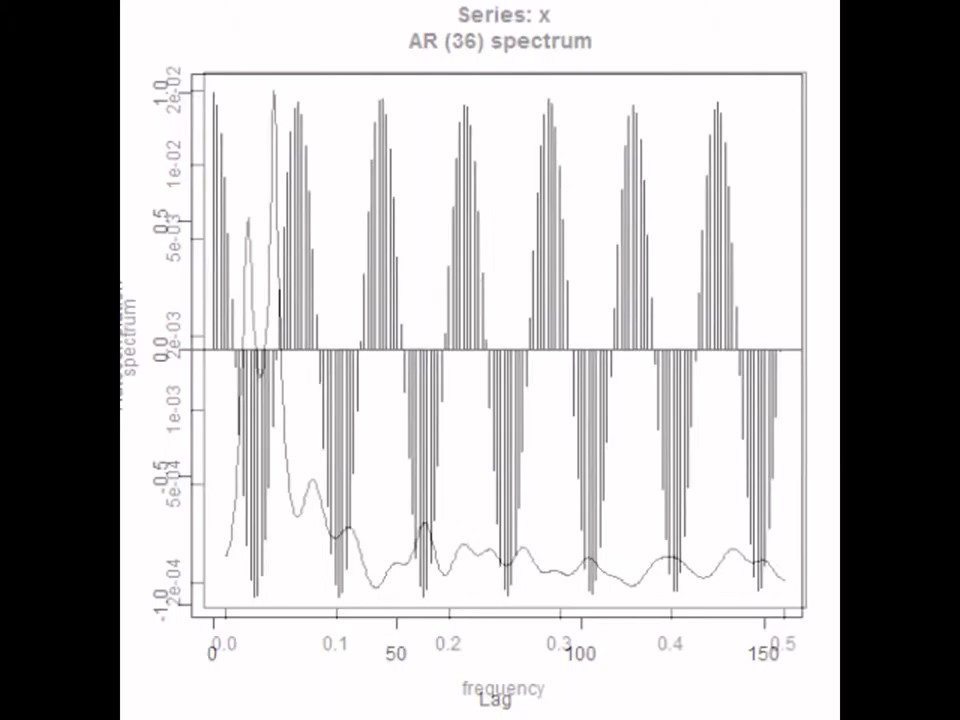 Series: x
AR (36) spectrum
1.0
2e-02
1e-02
0.5
5e-03
0.0
2e-03
spectrum
1e-03
-0.5
5e-04
-1.0
2e-04
0.0 0.1 0.2 0.3 0.4 0.5
0 50 100 150
frequency
Lag